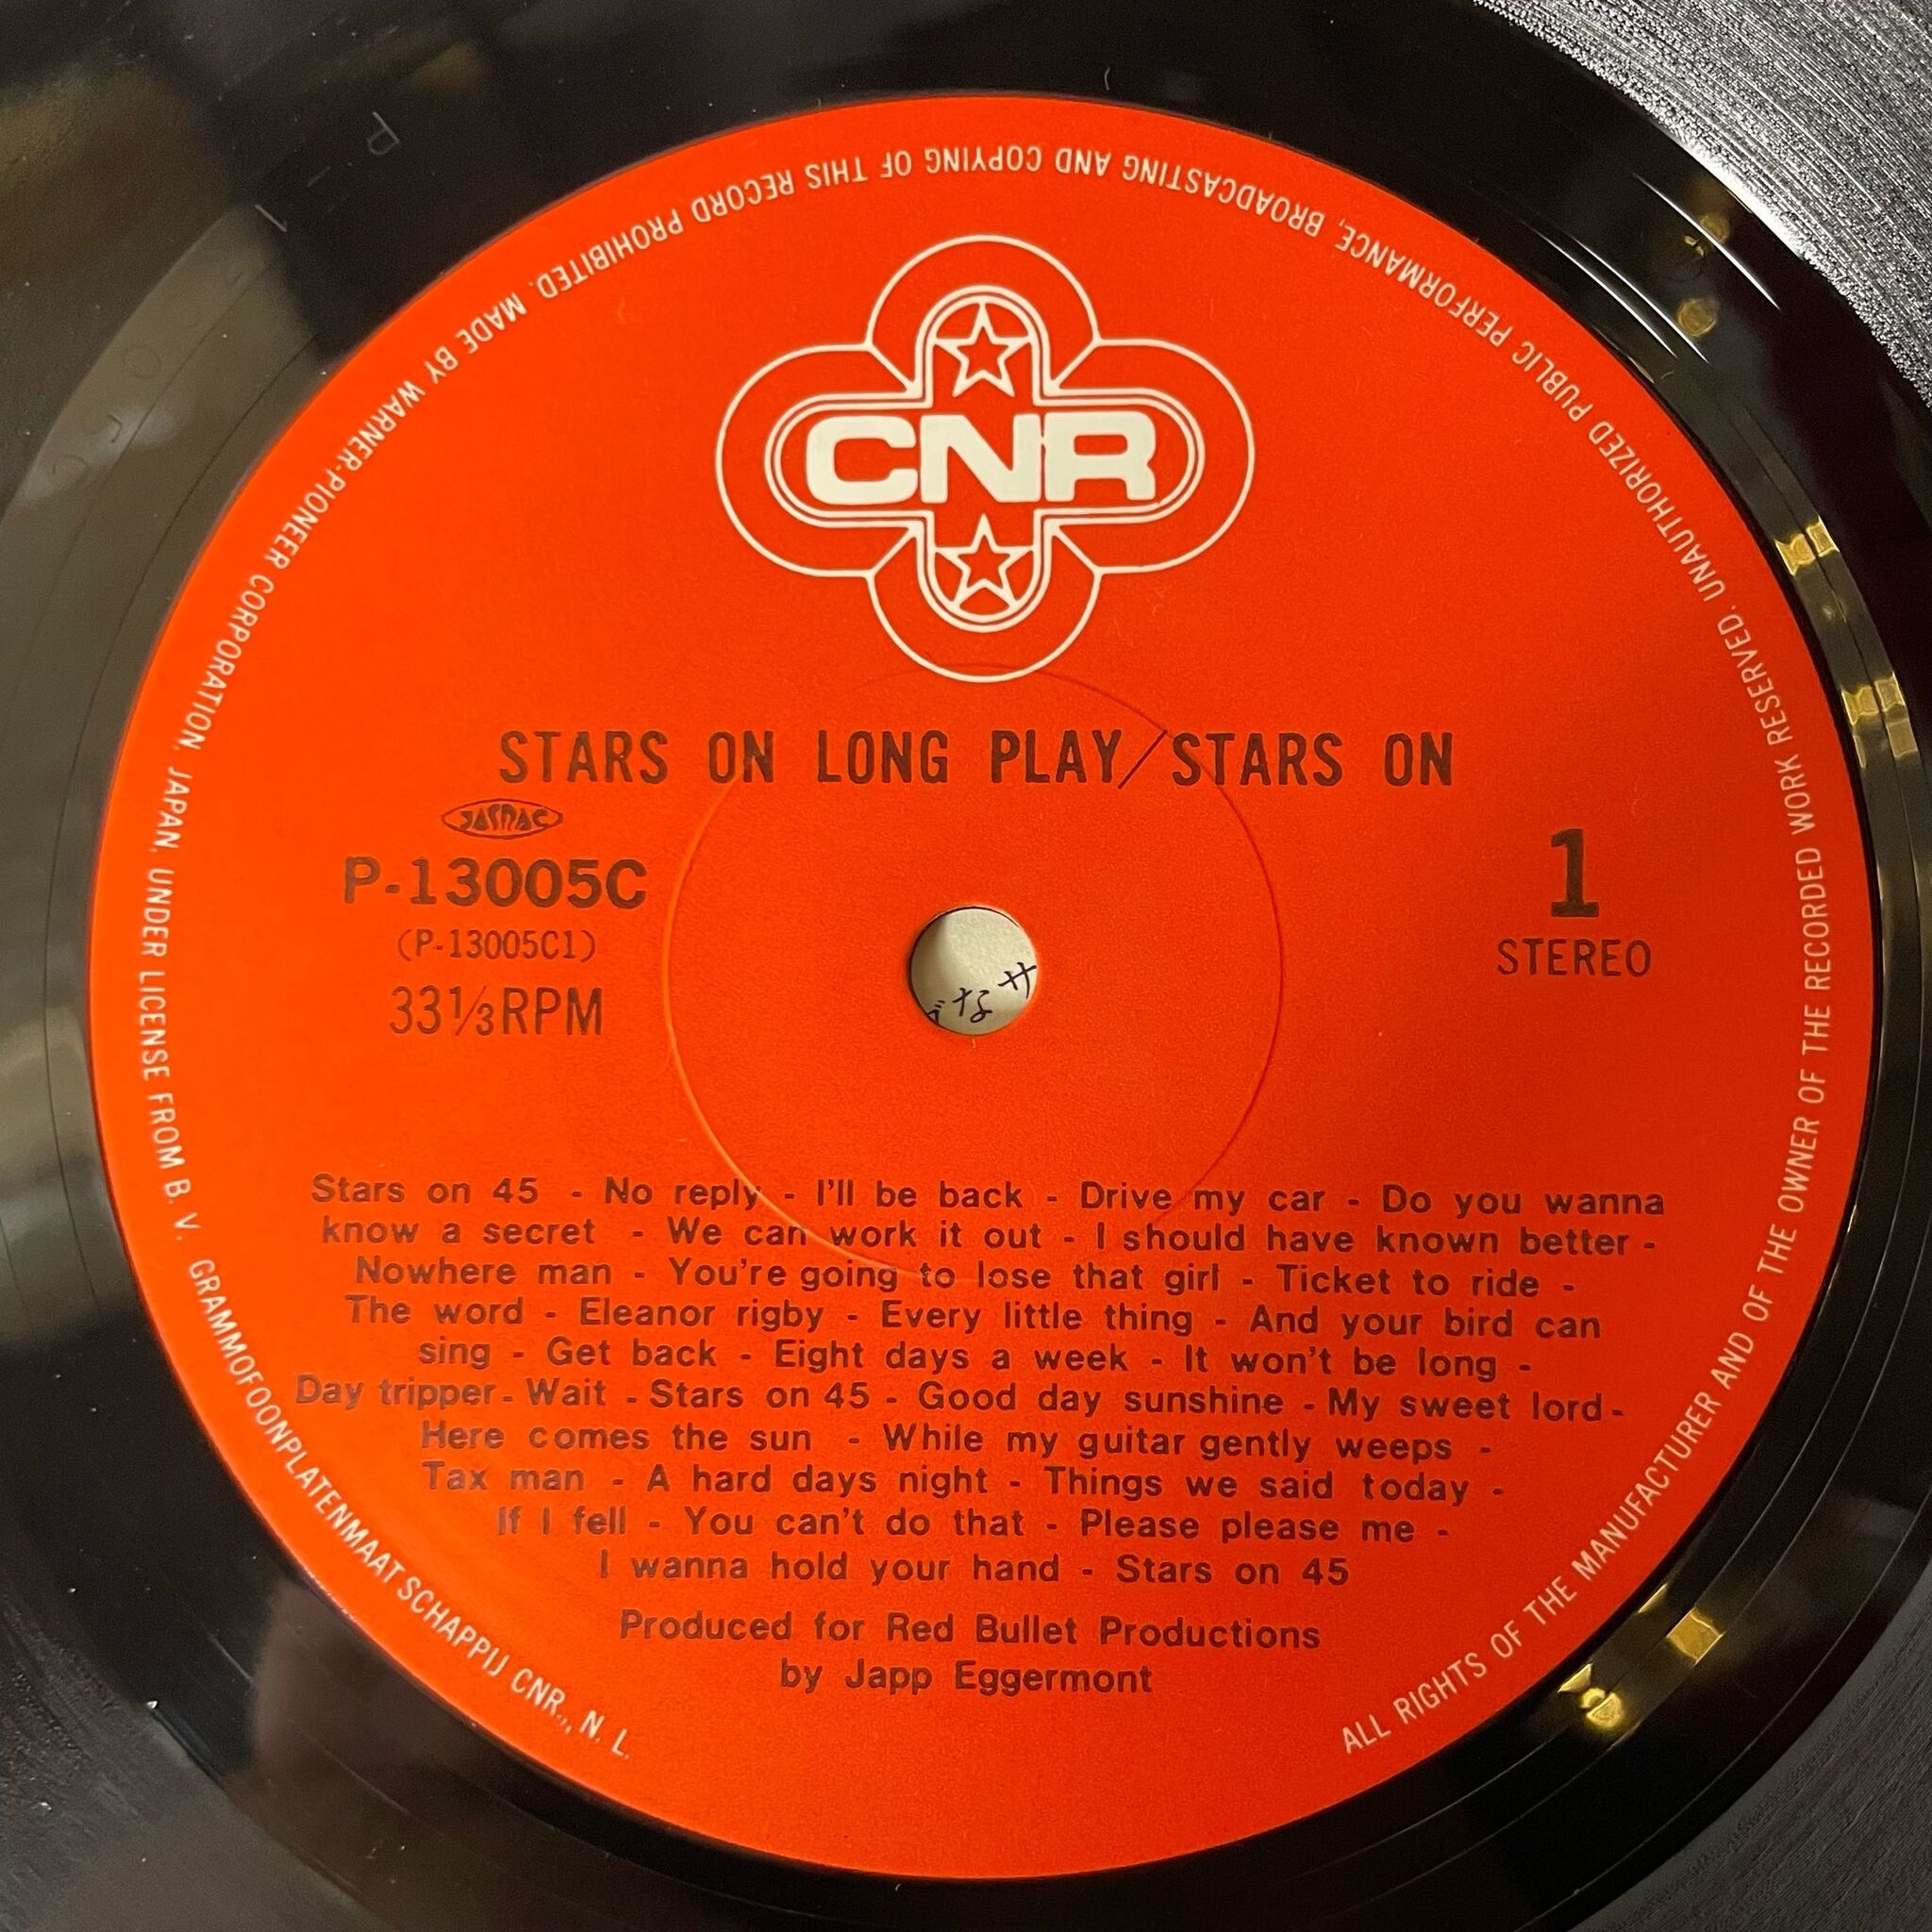 CNR
STARS ON LONG PLAY/STARS ON
JASRAC
P-13005C
(P-13005C1)
33⅓RPM
1
STEREO
Stars on 45 - No reply - I'll be back - Drive my car - Do you wanna
know a secret - We can work it out - I should have known better -
Nowhere man - You're going to lose that girl - Ticket to ride -
The word - Eleanor rigby - Every little thing - And your bird can
sing - Get back - Eight days a week - It won't be long -
Day tripper - Wait - Stars on 45 - Good day sunshine - My sweet lord -
Here comes the sun - While my guitar gently weeps -
Tax man - A hard days night - Things we said today -
If I fell - You can't do that - Please please me -
I wanna hold your hand - Stars on 45
Produced for Red Bullet Productions
by Japp Eggermont
ALL RIGHTS OF THE MANUFACTURER AND OF THE OWNER OF THE RECORDED WORK RESERVED. UNAUTHORIZED PUBLIC PERFORMANCE, BROADCASTING AND COPYING OF THIS RECORD PROHIBITED. MADE BY WARNER-PIONEER CORPORATION, JAPAN, UNDER LICENSE FROM B. V. GRAMMOFOONPLATENMAATSCHAPPIJ CNR., N. L.
なサ